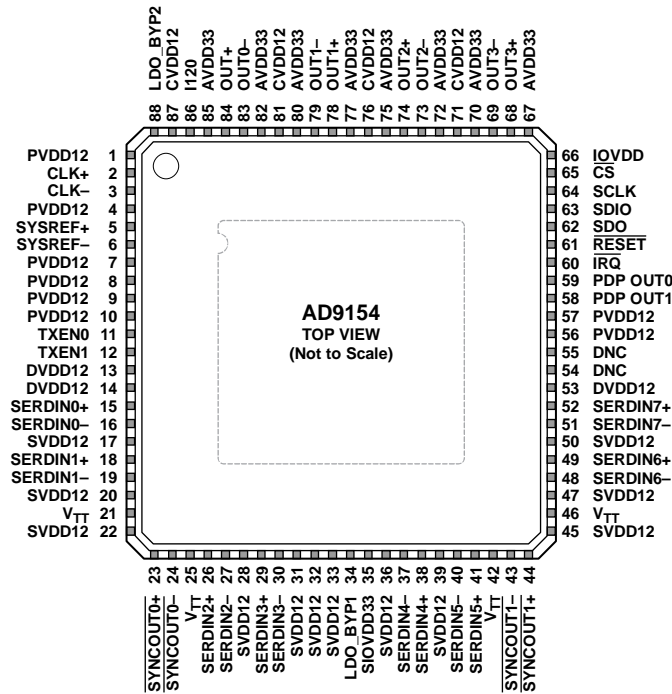 88 LDO_BYP2
87 CVDD12
86 I120
85 AVDD33
84 OUT+
83 OUT0–
82 AVDD33
81 CVDD12
80 AVDD33
79 OUT1–
78 OUT1+
77 AVDD33
76 CVDD12
75 AVDD33
74 OUT2+
73 OUT2–
72 AVDD33
71 CVDD12
70 AVDD33
69 OUT3–
68 OUT3+
67 AVDD33
PVDD12 1
CLK+ 2
CLK– 3
PVDD12 4
SYSREF+ 5
SYSREF– 6
PVDD12 7
PVDD12 8
PVDD12 9
PVDD12 10
TXEN0 11
TXEN1 12
DVDD12 13
DVDD12 14
SERDIN0+ 15
SERDIN0– 16
SVDD12 17
SERDIN1+ 18
SERDIN1– 19
SVDD12 20
VTT 21
SVDD12 22
AD9154
TOP VIEW
(Not to Scale)
66 IOVDD
65 CS
64 SCLK
63 SDIO
62 SDO
61 RESET
60 IRQ
59 PDP OUT0
58 PDP OUT1
57 PVDD12
56 PVDD12
55 DNC
54 DNC
53 DVDD12
52 SERDIN7+
51 SERDIN7–
50 SVDD12
49 SERDIN6+
48 SERDIN6–
47 SVDD12
46 VTT
45 SVDD12
SYNCOUT0+ 23
SYNCOUT0– 24
VTT 25
SERDIN2+ 26
SERDIN2– 27
SVDD12 28
SERDIN3+ 29
SERDIN3– 30
SVDD12 31
SVDD12 32
SVDD12 33
LDO_BYP1 34
SIOVDD33 35
SVDD12 36
SERDIN4– 37
SERDIN4+ 38
SVDD12 39
SERDIN5– 40
SERDIN5+ 41
VTT 42
SYNCOUT1– 43
SYNCOUT1+ 44